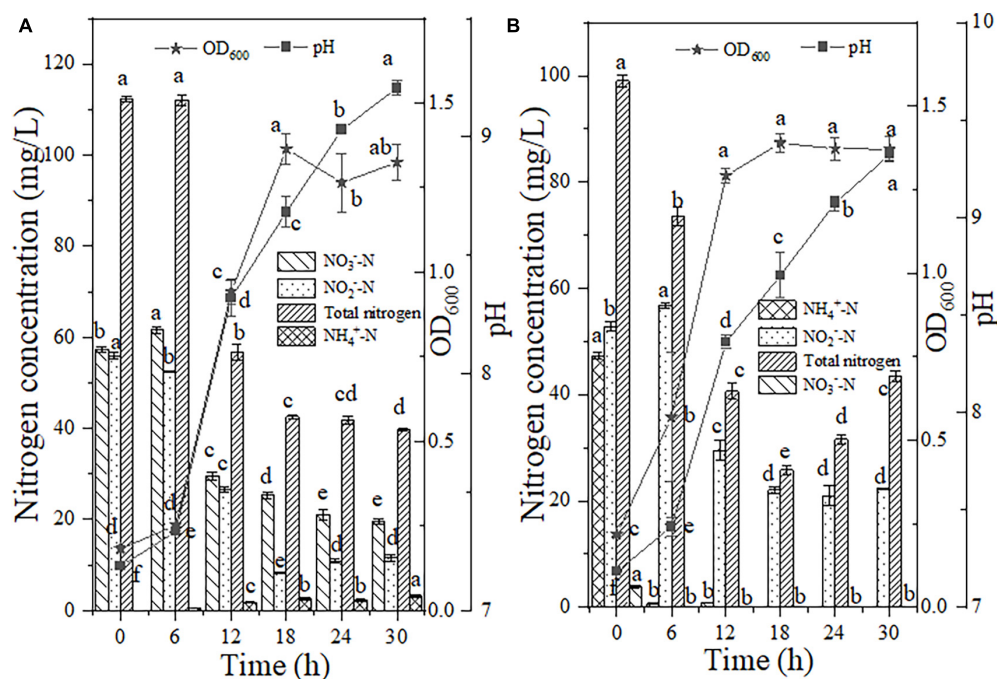 A
OD600 pH
120
100
80
60
40
20
0
Nitrogen concentration (mg/L)
NO3⁻-N
NO2⁻-N
Total nitrogen
NH4⁺-N
a a
b a a b
c c b
e c
e d cd
e d d
c b b a
d d c a b ab
f e d c b a
0 6 12 18 24 30
Time (h)
1.5
1.0
0.5
0.0
OD600
9
8
7
pH
B
OD600 pH
100
80
60
40
20
0
Nitrogen concentration (mg/L)
NH4⁺-N
NO2⁻-N
Total nitrogen
NO3⁻-N
a b a a
b a b b
b c c b
d e b
d d b
c b b
c b a a a a
f e d c b a
0 6 12 18 24 30
Time (h)
1.5
1.0
0.5
0.0
OD600
10
9
8
7
pH